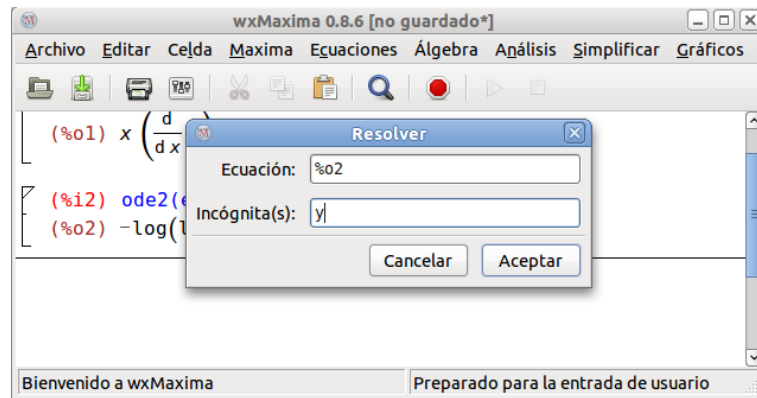 wxMaxima 0.8.6 [no guardado*]
Archivo Editar Celda Maxima Ecuaciones Álgebra Análisis Simplificar Gráficos
(%o1) x (d
d x
Resolver
Ecuación: %o2
Incógnita(s): y
Cancelar Aceptar
(%i2) ode2(
(%o2) -log(
Bienvenido a wxMaxima
Preparado para la entrada de usuario